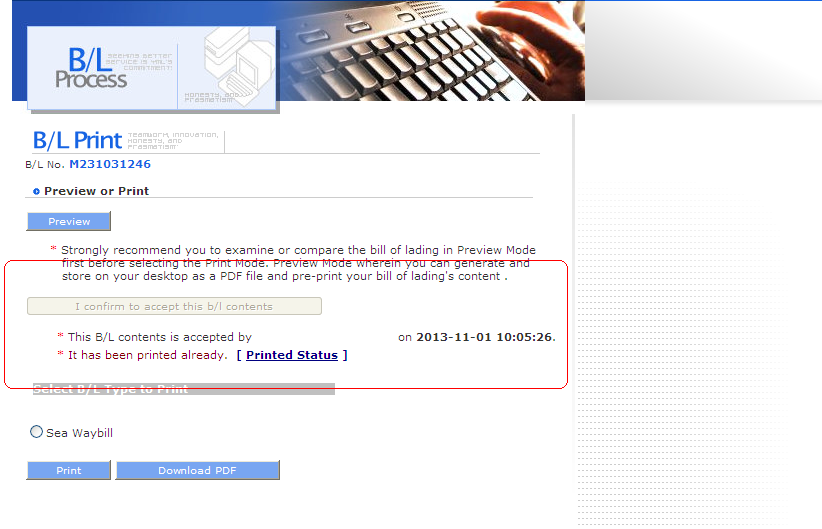 B/L
Process
SEEKING BETTER
SERVICE IS YML'S
COMMITMENT!
HONESTY, AND
PRAGMATISM!
B/L Print
TEAMWORK, INNOVATION,
HONESTY, AND
PRAGMATISM!
B/L No. M231031246
Preview or Print
Preview
* Strongly recommend you to examine or compare the bill of lading in Preview Mode
first before selecting the Print Mode. Preview Mode wherein you can generate and
store on your desktop as a PDF file and pre-print your bill of lading's content .
I confirm to accept this b/l contents
* This B/L contents is accepted by on 2013-11-01 10:05:26.
* It has been printed already. [ Printed Status ]
Select B/L Type to Print
Sea Waybill
Print Download PDF